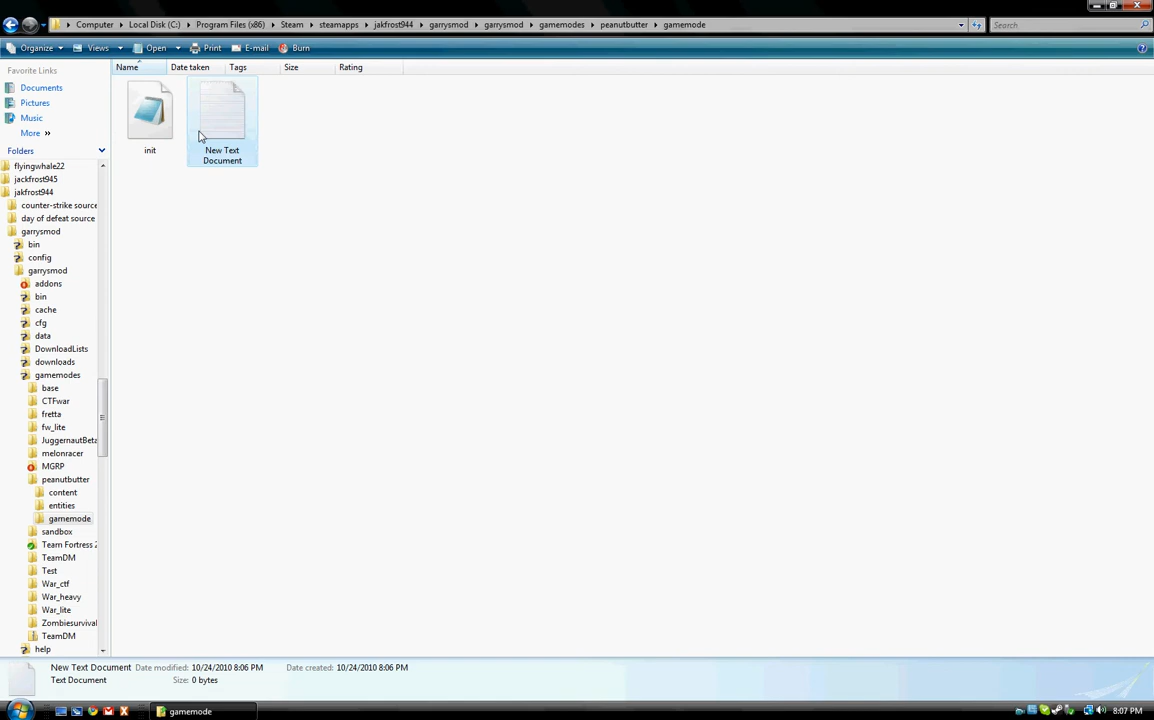 Computer Local Disk (C:) Program Files (x86) Steam steamapps jakfrost944 garrysmod garrysmod gamemodes peanutbutter gamemode Search
Organize Views Open Print E-mail Burn
Favorite Links
Documents
Pictures
Music
More »
Folders
flyingwhale22
jackfrost945
jakfrost944
counter-strike source
day of defeat source
garrysmod
bin
config
garrysmod
addons
bin
cache
cfg
data
DownloadLists
downloads
gamemodes
base
CTFwar
fretta
fw_lite
JuggernautBeta
melonracer
MGRP
peanutbutter
content
entities
gamemode
sandbox
Team Fortress 2
TeamDM
Test
War_ctf
War_heavy
War_lite
Zombiesurvival
TeamDM
help
Name Date taken Tags Size Rating
init
New Text
Document
New Text Document Date modified: 10/24/2010 8:06 PM Date created: 10/24/2010 8:06 PM
Text Document Size: 0 bytes
gamemode
8:07 PM